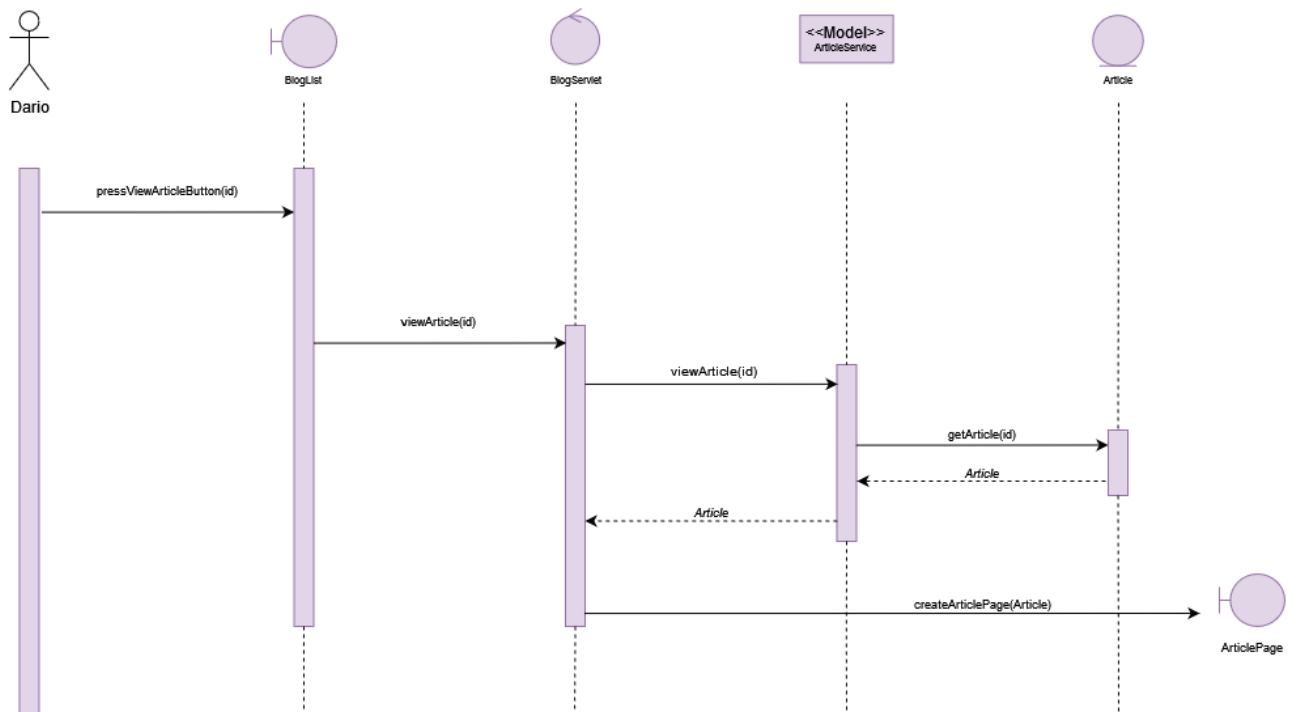 <<Model>>
ArticleService
BlogList
BlogServlet
Article
Dario
pressViewArticleButton(id)
viewArticle(id)
viewArticle(id)
getArticle(id)
Article
Article
createArticlePage(Article)
ArticlePage